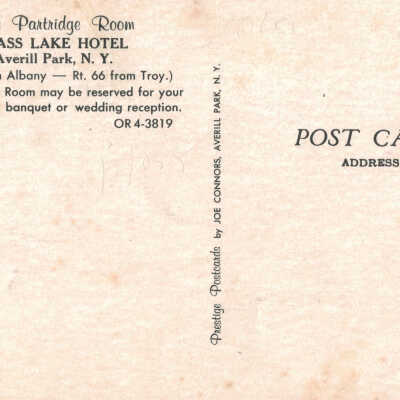 Partridge Room
ASS LAKE HOTEL
Averill Park, N. Y.
Albany — Rt. 66 from Troy.)
Room may be reserved for your
banquet or wedding reception.
OR 4-3819
Prestige Postcards by JOE CONNORS, AVERILL PARK, N. Y.
POST CA
ADDRESS